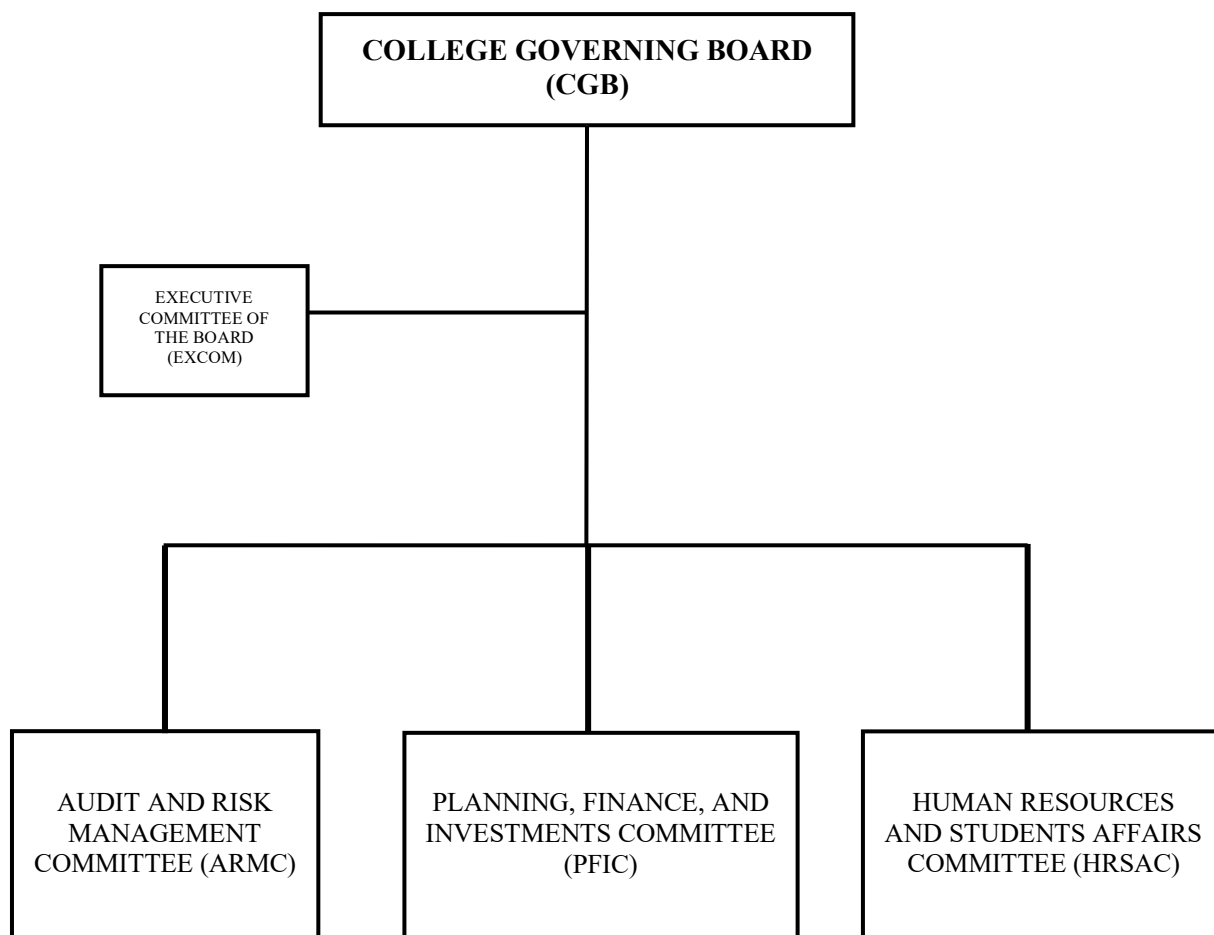 COLLEGE GOVERNING BOARD
(CGB)
EXECUTIVE
COMMITTEE OF
THE BOARD
(EXCOM)
AUDIT AND RISK
MANAGEMENT
COMMITTEE (ARMC)
PLANNING, FINANCE, AND
INVESTMENTS COMMITTEE
(PFIC)
HUMAN RESOURCES
AND STUDENTS AFFAIRS
COMMITTEE (HRSAC)